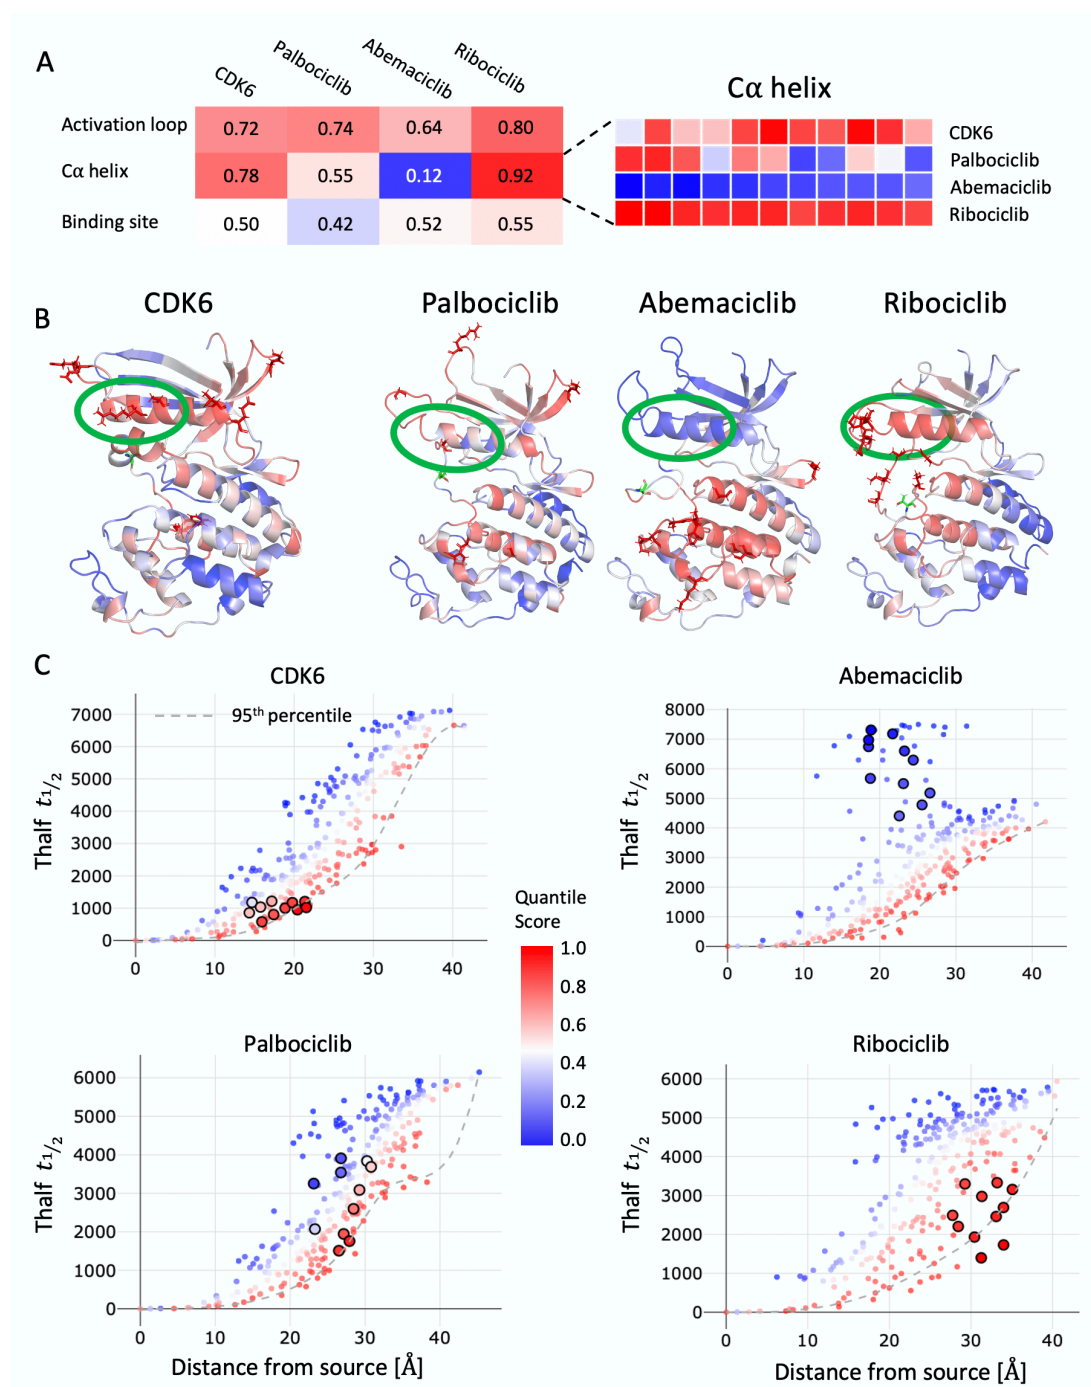 A
CDK6
Palbociclib
Abemaciclib
Ribociclib
Activation loop
0.72
0.74
0.64
0.80
Cα helix
0.78
0.55
0.12
0.92
Binding site
0.50
0.42
0.52
0.55
Cα helix
CDK6
Palbociclib
Abemaciclib
Ribociclib
B
CDK6
Palbociclib
Abemaciclib
Ribociclib
C
CDK6
95th percentile
Thalf t1/2
7000
6000
5000
4000
3000
2000
1000
0
0
10
20
30
40
Abemaciclib
Thalf t1/2
8000
7000
6000
5000
4000
3000
2000
1000
0
0
10
20
30
40
Quantile
Score
1.0
0.8
0.6
0.4
0.2
0.0
Palbociclib
Thalf t1/2
6000
5000
4000
3000
2000
1000
0
0
10
20
30
40
Distance from source [Å]
Ribociclib
Thalf t1/2
6000
5000
4000
3000
2000
1000
0
0
10
20
30
40
Distance from source [Å]